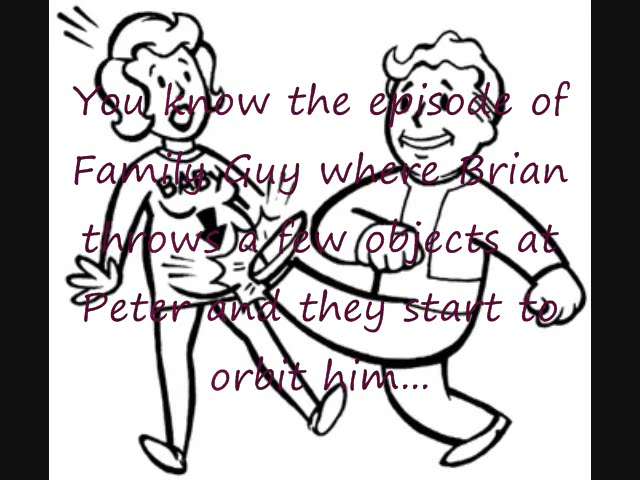 You know the episode of
Family Guy where Brian
throws a few objects at
Peter and they start to
orbit him...
BABY